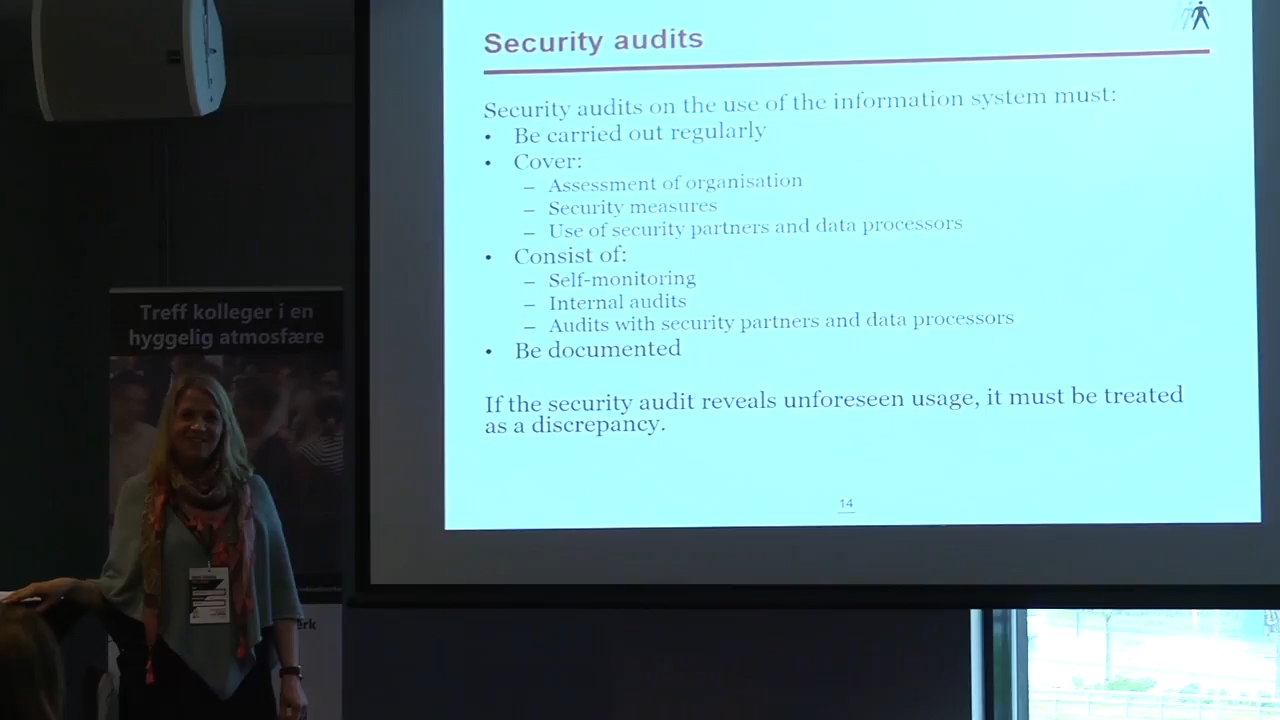 Security audits
Security audits on the use of the information system must:
• Be carried out regularly
• Cover:
– Assessment of organisation
– Security measures
– Use of security partners and data processors
• Consist of:
– Self-monitoring
– Internal audits
– Audits with security partners and data processors
• Be documented
If the security audit reveals unforeseen usage, it must be treated
as a discrepancy.
14
Treff kolleger i en
hyggelig atmosfære